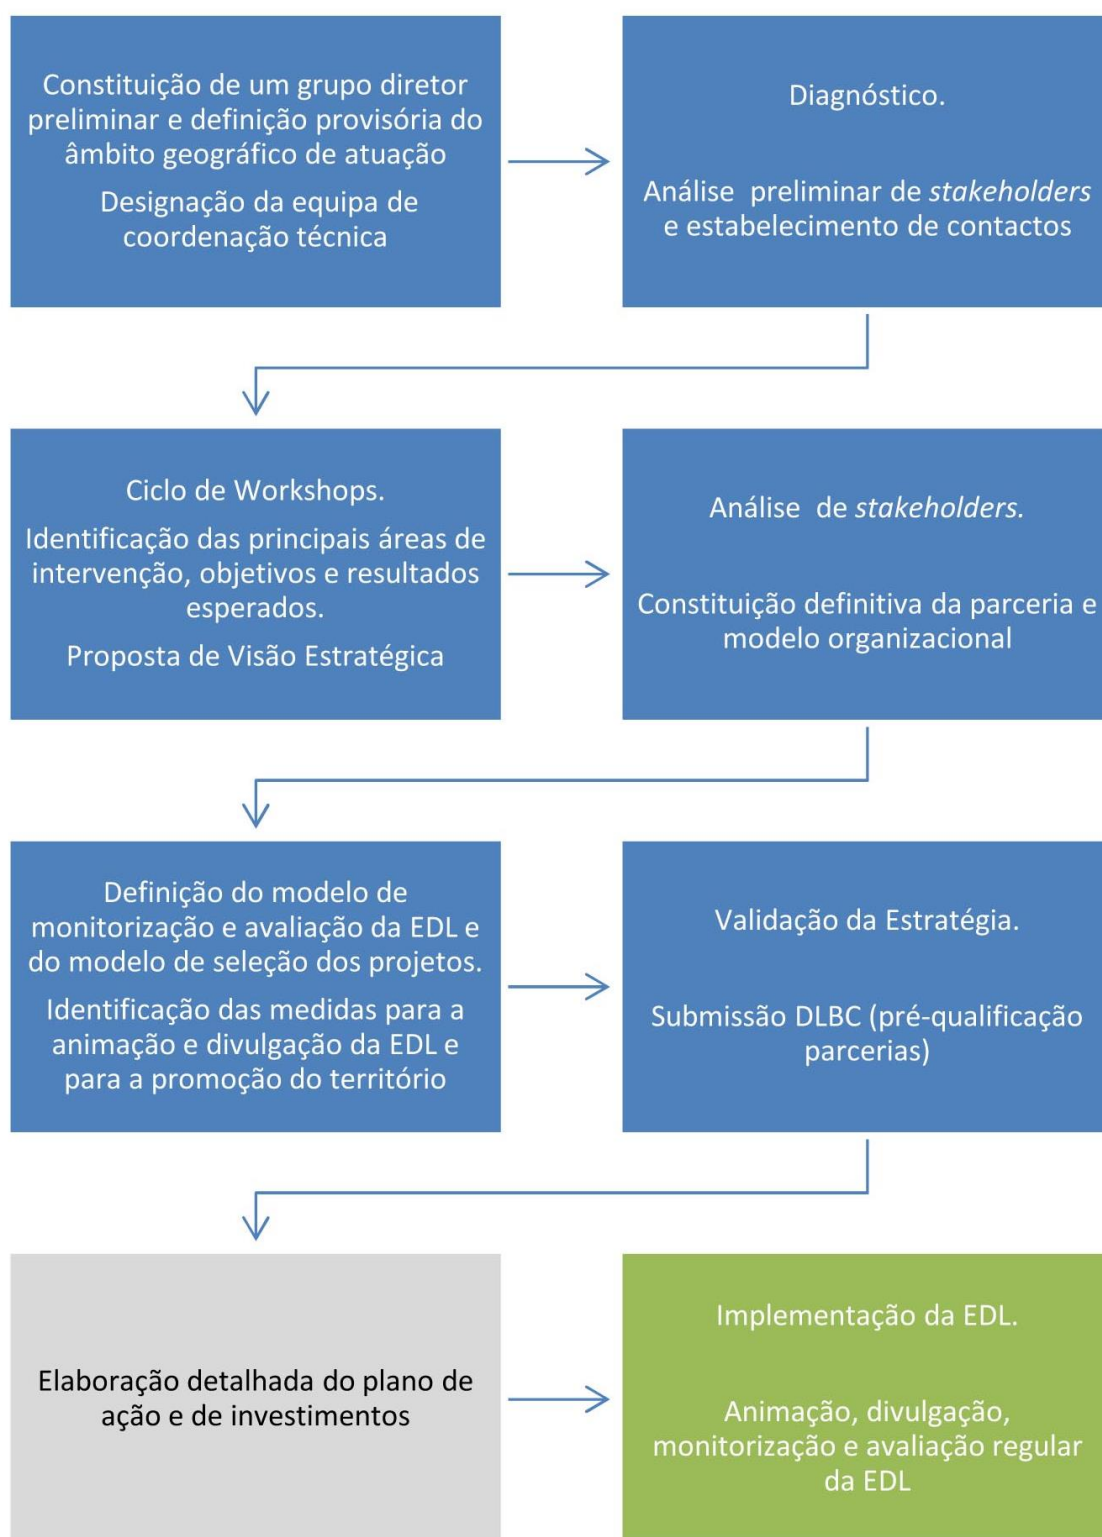 Constituição de um grupo diretor
preliminar e definição provisória do
âmbito geográfico de atuação
Designação da equipa de
coordenação técnica
Diagnóstico.
Análise preliminar de stakeholders
e estabelecimento de contactos
Ciclo de Workshops.
Identificação das principais áreas de
intervenção, objetivos e resultados
esperados.
Proposta de Visão Estratégica
Análise de stakeholders.
Constituição definitiva da parceria e
modelo organizacional
Definição do modelo de
monitorização e avaliação da EDL e
do modelo de seleção dos projetos.
Identificação das medidas para a
animação e divulgação da EDL e
para a promoção do território
Validação da Estratégia.
Submissão DLBC (pré-qualificação
parcerias)
Elaboração detalhada do plano de
ação e de investimentos
Implementação da EDL.
Animação, divulgação,
monitorização e avaliação regular
da EDL